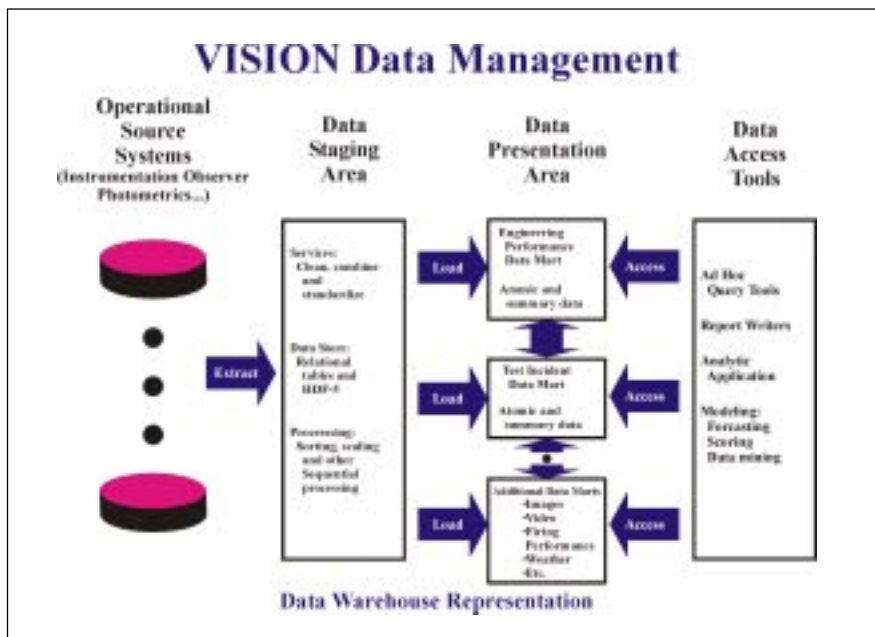 VISION Data Management
Operational
Source
Systems
(Instrumentation Observer
Photometrics...)
Data
Staging
Area
Data
Presentation
Area
Data
Access
Tools
Services:
Clean, combine
and
standardize
Data Store:
Relational
tables and
HDF-5
Processing:
Sorting, scaling
and other
Sequential
processing
Extract
Load
Load
Load
Engineering
Performance
Data Mart
Atomic and
summary data
Test Incident
Data Mart
Atomic and
summary data
Additional Data Marts
•Images
•Video
•Firing
Performance
•Weather
•Etc.
Access
Access
Access
Ad Hoc
Query Tools
Report Writers
Analytic
Application
Modeling:
Forcasting
Scoring
Data mining
Data Warehouse Representation